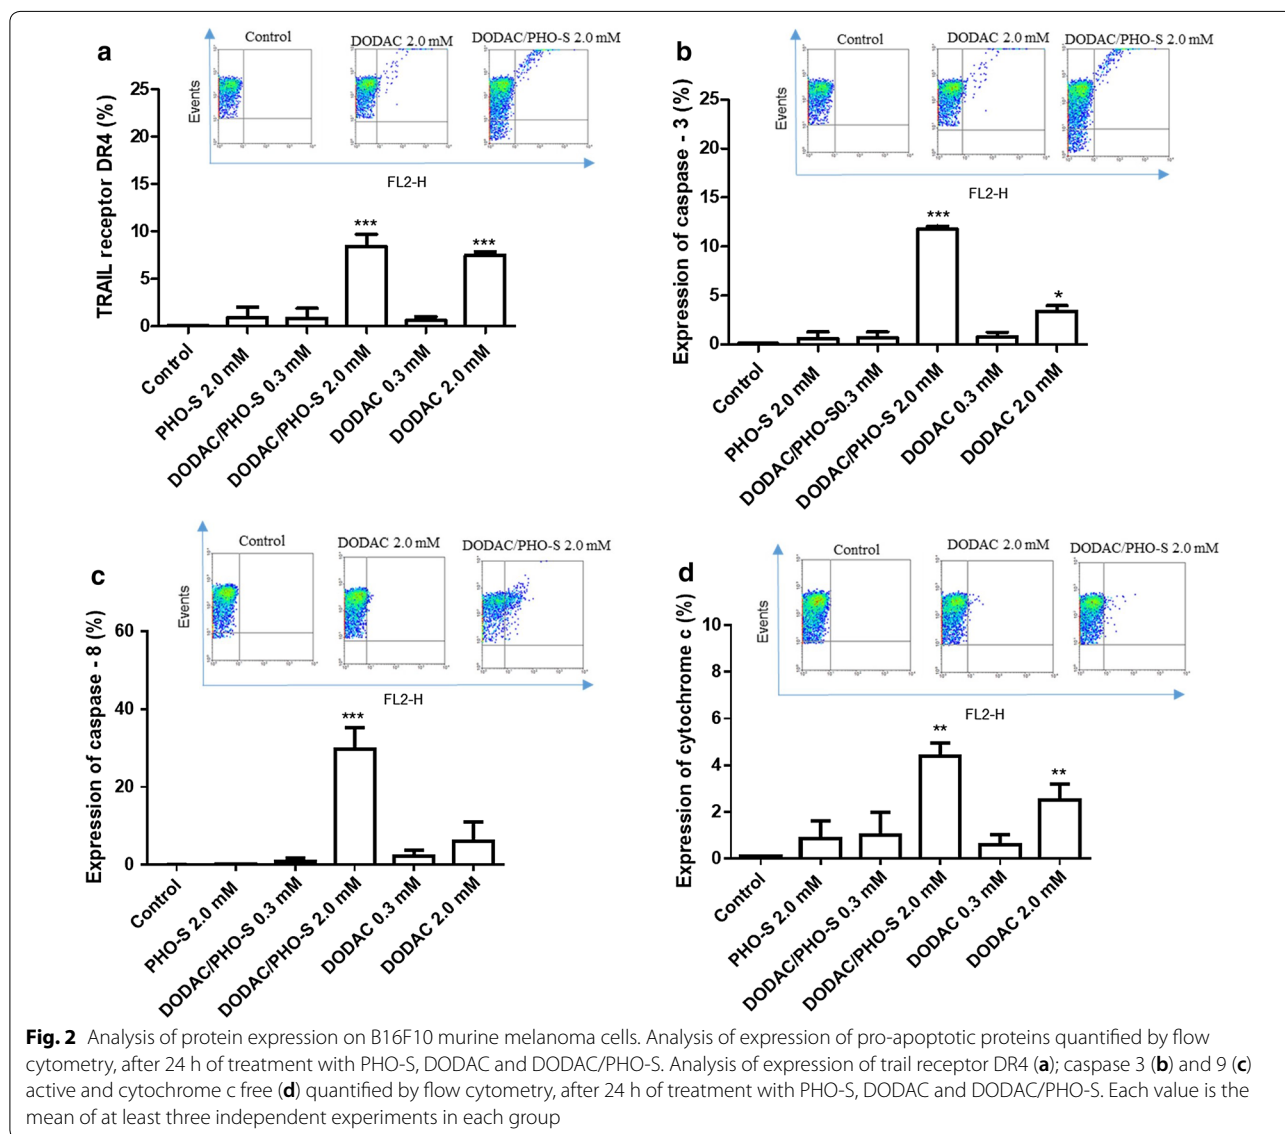 a
Control
DODAC 2.0 mM
DODAC/PHO-S 2.0 mM
Events
FL2-H
TRAIL receptor DR4 (%)
25
20
15
10
5
0
***
***
Control
PHO-S 2.0 mM
DODAC/PHO-S 0.3 mM
DODAC/PHO-S 2.0 mM
DODAC 0.3 mM
DODAC 2.0 mM
b
Control
DODAC 2.0 mM
DODAC/PHO-S 2.0 mM
Events
FL2-H
Expression of caspase - 3 (%)
25
20
15
10
5
0
***
*
Control
PHO-S 2.0 mM
DODAC/PHO-S0.3 mM
DODAC/PHO-S 2.0 mM
DODAC 0.3 mM
DODAC 2.0 mM
c
Control
DODAC 2.0 mM
DODAC/PHO-S 2.0 mM
Events
FL2-H
Expression of caspase - 8 (%)
60
40
20
0
***
Control
PHO-S 2.0 mM
DODAC/PHO-S 0.3 mM
DODAC/PHO-S 2.0 mM
DODAC 0.3 mM
DODAC 2.0 mM
d
Control
DODAC 2.0 mM
DODAC/PHO-S 2.0 mM
Events
FL2-H
Expression of cytochrome c (%)
10
8
6
4
2
0
**
**
Control
PHO-S 2.0 mM
DODAC/PHO-S 0.3 mM
DODAC/PHO-S 2.0 mM
DODAC 0.3 mM
DODAC 2.0 mM
Fig. 2 Analysis of protein expression on B16F10 murine melanoma cells. Analysis of expression of pro-apoptotic proteins quantified by flow
cytometry, after 24 h of treatment with PHO-S, DODAC and DODAC/PHO-S. Analysis of expression of trail receptor DR4 (a); caspase 3 (b) and 9 (c)
active and cytochrome c free (d) quantified by flow cytometry, after 24 h of treatment with PHO-S, DODAC and DODAC/PHO-S. Each value is the
mean of at least three independent experiments in each group